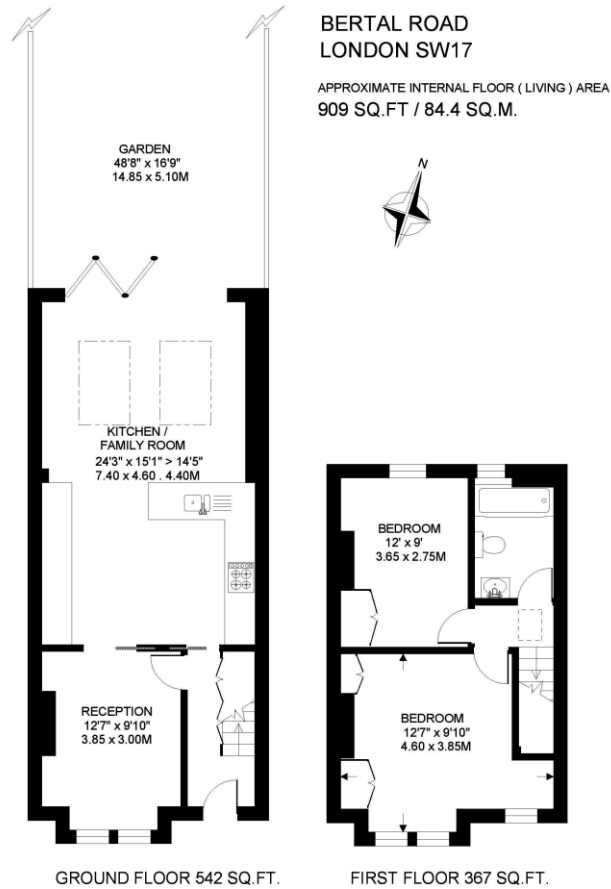 BERTAL ROAD
LONDON SW17
APPROXIMATE INTERNAL FLOOR ( LIVING ) AREA
909 SQ.FT / 84.4 SQ.M.
N
GARDEN
48'8" x 16'9"
14.85 x 5.10M
KITCHEN /
FAMILY ROOM
24'3" x 15'1" > 14'5"
7.40 x 4.60 . 4.40M
RECEPTION
12'7" x 9'10"
3.85 x 3.00M
BEDROOM
12' x 9'
3.65 x 2.75M
BEDROOM
12'7" x 9'10"
4.60 x 3.85M
GROUND FLOOR 542 SQ.FT.
FIRST FLOOR 367 SQ.FT.